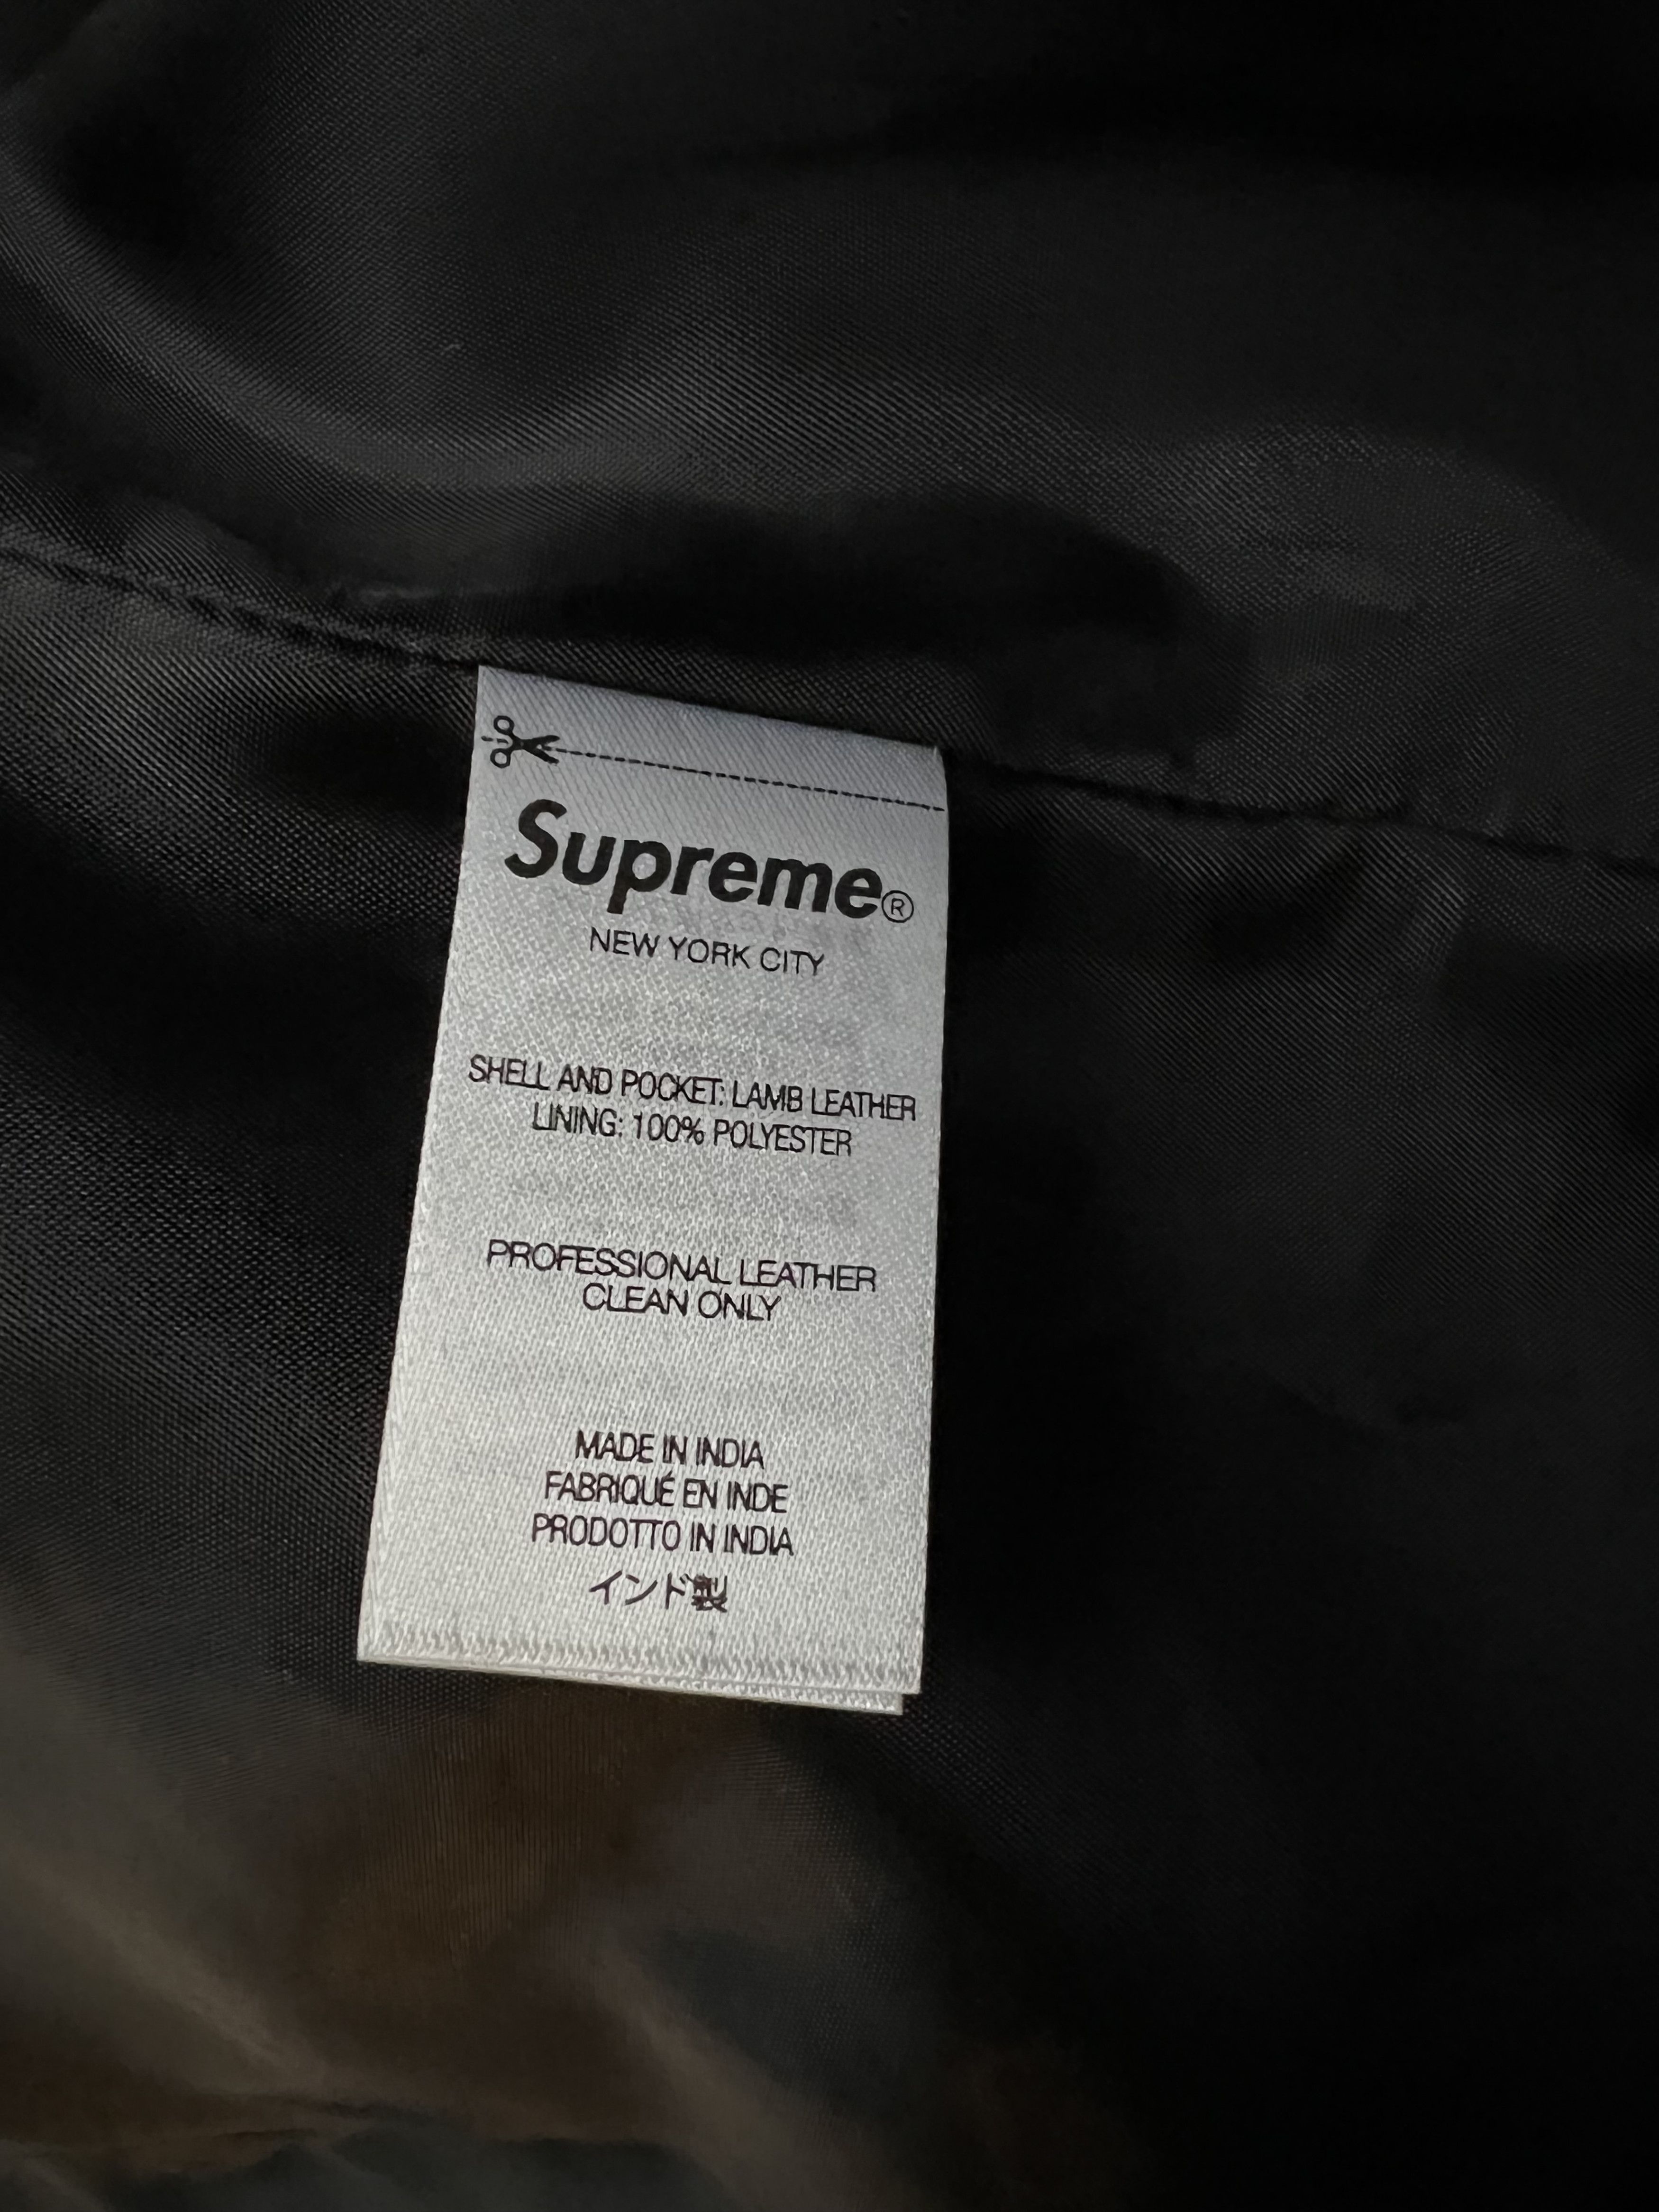 Supreme®
NEW YORK CITY
SHELL AND POCKET: LAMB LEATHER
LINING: 100% POLYESTER
PROFESSIONAL LEATHER
CLEAN ONLY
MADE IN INDIA
FABRIQUÉ EN INDE
PRODOTTO IN INDIA
インド製